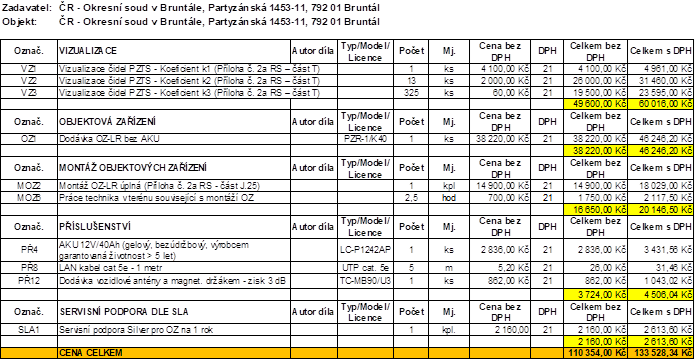 Zadavatel: ČR - Okresní soud v Bruntále, Partyzánská 1453-11, 792 01 Bruntál
Objekt: ČR - Okresní soud v Bruntále, Partyzánská 1453-11, 792 01 Bruntál
Označ. VIZUALIZACE Autor díla Typ/Model/ Licence Počet Mj. Cena bez DPH DPH Celkem bez DPH Celkem s DPH
VZ1 Vizualizace čidel PZTS - Koeficient k1 (Příloha č. 2a RS – část T) 1 ks 4 100,00 Kč 21 4 100,00 Kč 4 961,00 Kč
VZ2 Vizualizace čidel PZTS - Koeficient k2 (Příloha č. 2a RS – část T) 13 ks 2 000,00 Kč 21 26 000,00 Kč 31 460,00 Kč
VZ3 Vizualizace čidel PZTS - Koeficient k3 (Příloha č. 2a RS – část T) 325 ks 60,00 Kč 21 19 500,00 Kč 23 595,00 Kč
49 600,00 Kč 60 016,00 Kč
Označ. OBJEKTOVÁ ZAŘÍZENÍ Autor díla Typ/Model/ Licence Počet Mj. Cena bez DPH DPH Celkem bez DPH Celkem s DPH
OZ1 Dodávka OZ-LR bez AKU PZR-1/K40 1 ks 38 220,00 Kč 21 38 220,00 Kč 46 246,20 Kč
38 220,00 Kč 46 246,20 Kč
Označ. MONTÁŽ OBJEKTOVÝCH ZAŘÍZENÍ Autor díla Typ/Model/ Licence Počet Mj. Cena bez DPH DPH Celkem bez DPH Celkem s DPH
MOZ2 Montáž OZ-LR úplná (Příloha č. 2a RS - část J.25) 1 kpl 14 900,00 Kč 21 14 900,00 Kč 18 029,00 Kč
MOZ5 Práce technika v terénu související s montáží OZ 2,5 hod 700,00 Kč 21 1 750,00 Kč 2 117,50 Kč
16 650,00 Kč 20 146,50 Kč
Označ. PŘÍSLUŠENSTVÍ Autor díla Typ/Model/ Licence Počet Mj. Cena bez DPH DPH Celkem bez DPH Celkem s DPH
PŘ4 AKU 12V/40Ah (gelový, bezúdžbový, výrobcem garantovaná životnost > 5 let) LC-P1242AP 1 ks 2 836,00 Kč 21 2 836,00 Kč 3 431,56 Kč
PŘ8 LAN kabel cat 5e - 1 metr UTP cat. 5e 5 m 5,20 Kč 21 26,00 Kč 31,46 Kč
PŘ12 Dodávka vozidlové antény a magnet. držákem - zisk 3 dB TC-MB90/U3 1 ks 862,00 Kč 21 862,00 Kč 1 043,02 Kč
3 724,00 Kč 4 506,04 Kč
Označ. SERVISNÍ PODPORA DLE SLA Autor díla Typ/Model/ Licence Počet Mj. Cena bez DPH DPH Celkem bez DPH Celkem s DPH
SLA1 Servisní podpora Silver pro OZ na 1 rok 1 kpl. 2 160,00 21 2 160,00 Kč 2 613,60 Kč
2 160,00 Kč 2 613,60 Kč
CENA CELKEM 110 354,00 Kč 133 528,34 Kč